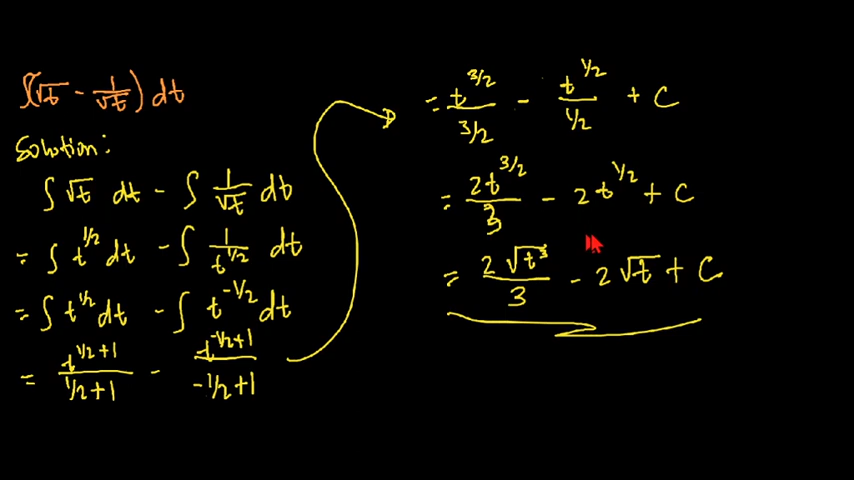 ∫(√t - 1/√t) dt
Solution:
∫ √t dt - ∫ 1/√t dt
= ∫ t^1/2 dt - ∫ 1/t^1/2 dt
= ∫ t^1/2 dt - ∫ t^-1/2 dt
= t^1/2+1 / 1/2+1 - t^-1/2+1 / -1/2+1
= t^3/2 / 3/2 - t^1/2 / 1/2 + C
= 2t^3/2 / 3 - 2t^1/2 + C
= 2√t^3 / 3 - 2√t + C